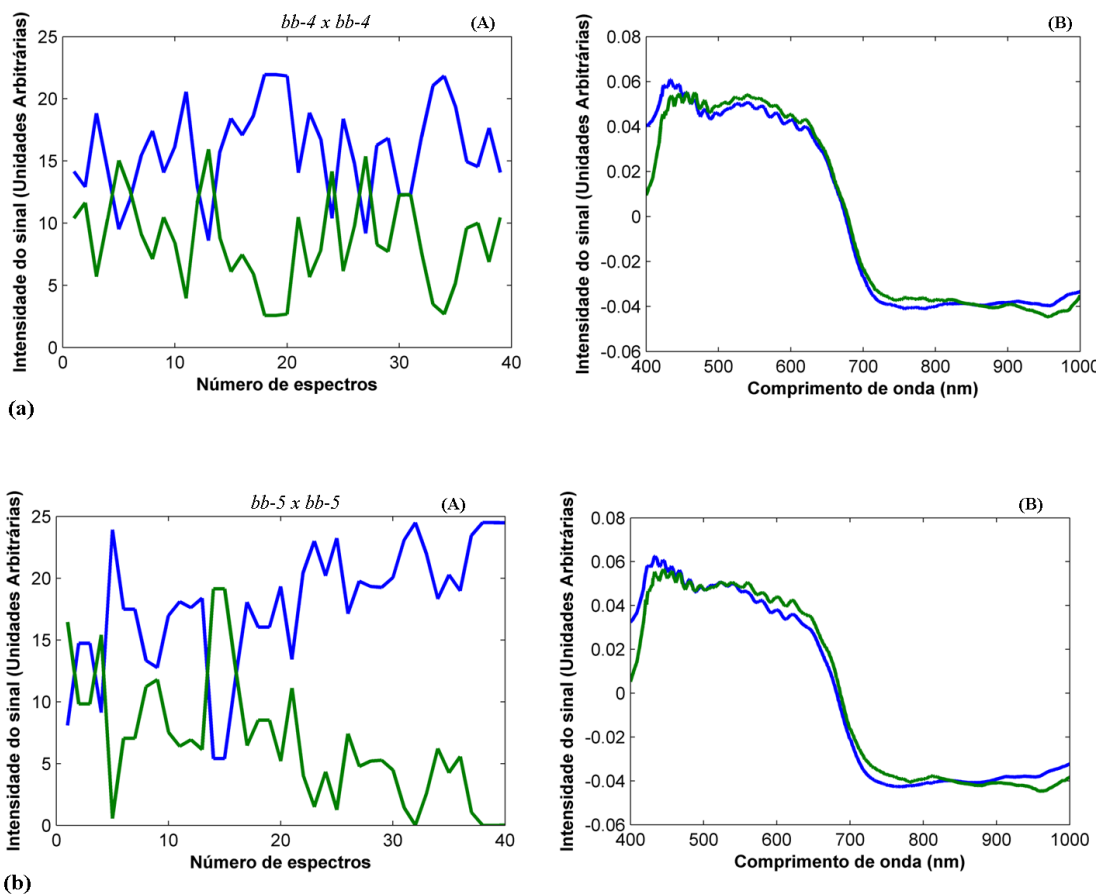 bb-4 x bb-4
(A)
(B)
Intensidade do sinal (Unidades Arbitrárias)
25
20
15
10
5
0
0 10 20 30 40
Número de espectros
Intensidade do sinal (Unidades Arbitrárias)
0.08
0.06
0.04
0.02
0
-0.02
-0.04
-0.06
400 500 600 700 800 900 1000
Comprimento de onda (nm)
(a)
bb-5 x bb-5
(A)
(B)
Intensidade do sinal (Unidades Arbitrárias)
25
20
15
10
5
0
0 10 20 30 40
Número de espectros
Intensidade do sinal (Unidades Arbitrárias)
0.08
0.06
0.04
0.02
0
-0.02
-0.04
-0.06
400 500 600 700 800 900 1000
Comprimento de onda (nm)
(b)